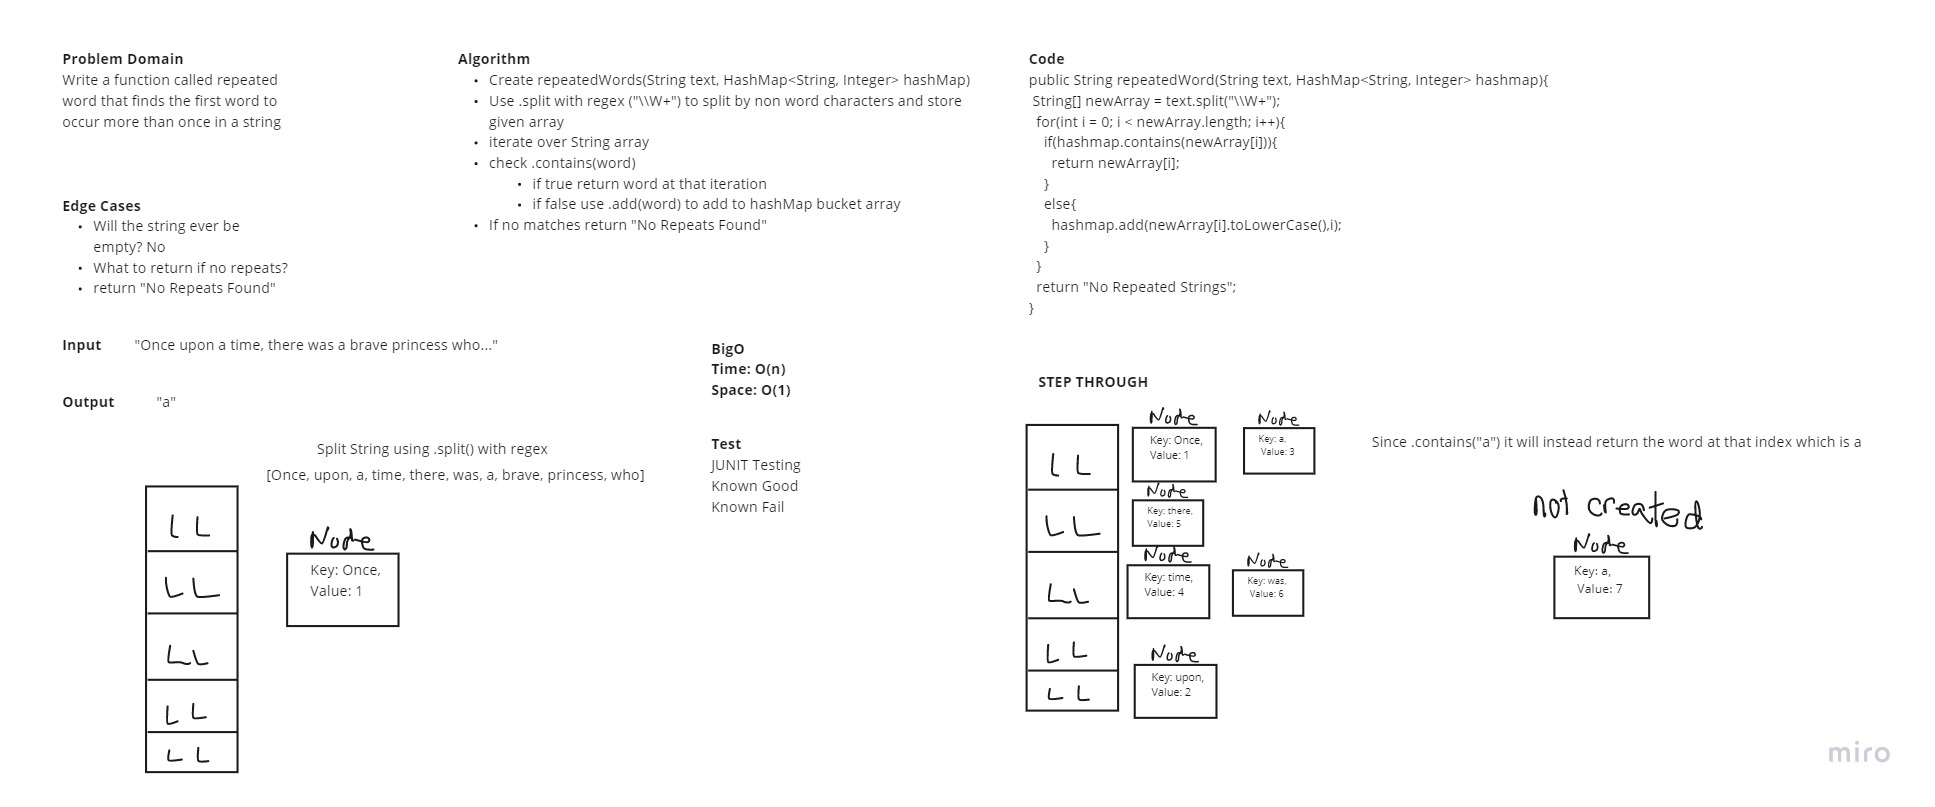 Problem Domain
Write a function called repeated
word that finds the first word to
occur more than once in a string
Edge Cases
• Will the string ever be
empty? No
• What to return if no repeats?
• return "No Repeats Found"
Input "Once upon a time, there was a brave princess who..."
Output "a"
Algorithm
• Create repeatedWords(String text, HashMap<String, Integer> hashMap)
• Use .split with regex ("\\W+") to split by non word characters and store
given array
• iterate over String array
• check .contains(word)
• if true return word at that iteration
• if false use .add(word) to add to hashMap bucket array
• If no matches return "No Repeats Found"
BigO
Time: O(n)
Space: O(1)
Test
JUNIT Testing
Known Good
Known Fail
Split String using .split() with regex
[Once, upon, a, time, there, was, a, brave, princess, who]
LL
LL
LL
LL
LL
Node
Key: Once,
Value: 1
Code
public String repeatedWord(String text, HashMap<String, Integer> hashmap){
String[] newArray = text.split("\\W+");
for(int i = 0; i < newArray.length; i++){
if(hashmap.contains(newArray[i])){
return newArray[i];
}
else{
hashmap.add(newArray[i].toLowerCase(),i);
}
}
return "No Repeated Strings";
}
STEP THROUGH
LL
LL
LL
LL
LL
Node
Key: Once,
Value: 1
Node
Key: a,
Value: 3
Node
Key: there,
Value: 5
Node
Key: time,
Value: 4
Node
Key: was,
Value: 6
Node
Key: upon,
Value: 2
Since .contains("a") it will instead return the word at that index which is a
not created
Node
Key: a,
Value: 7
miro